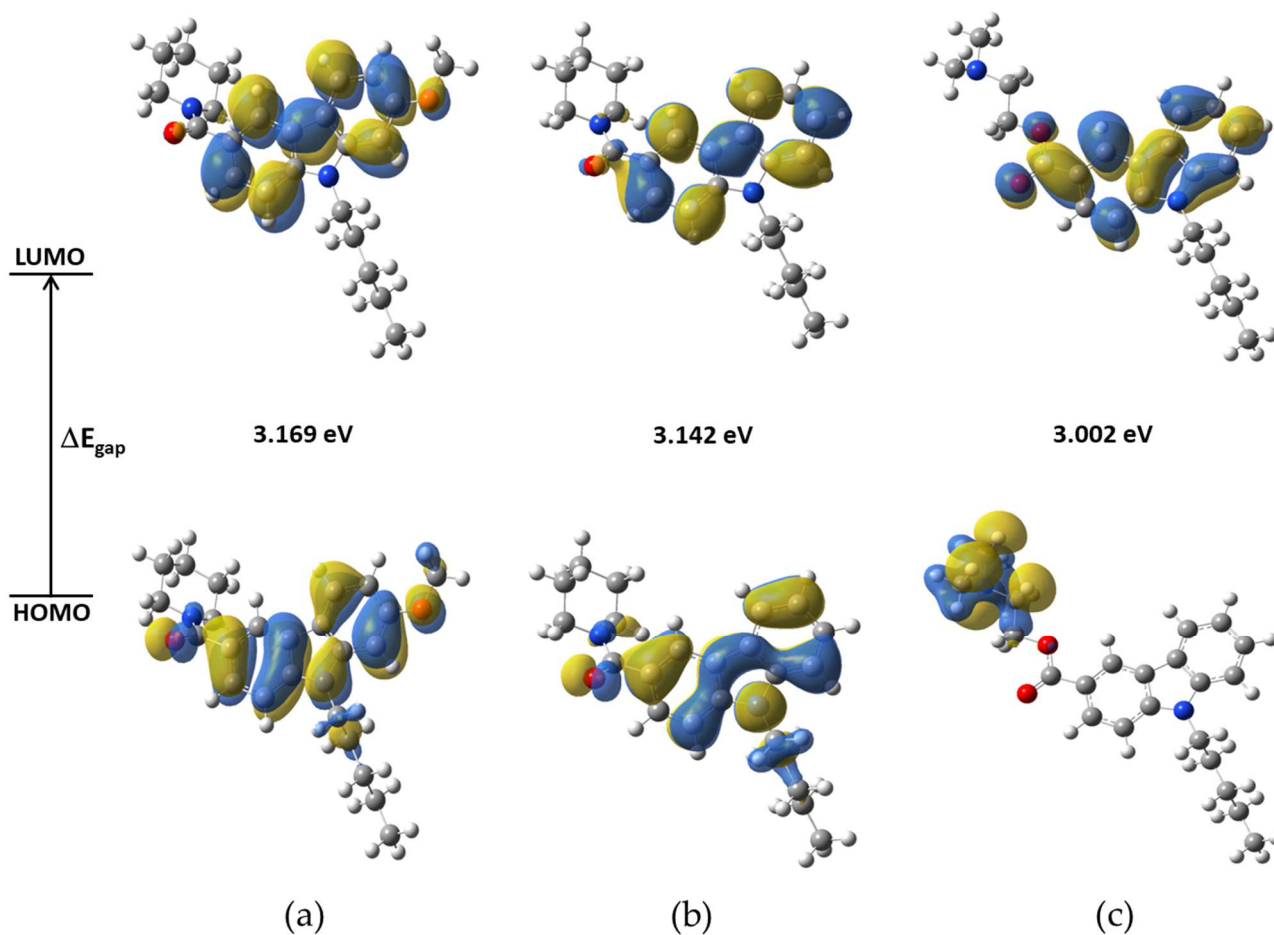 LUMO
ΔEgap
3.169 eV
3.142 eV
3.002 eV
HOMO
(a)
(b)
(c)